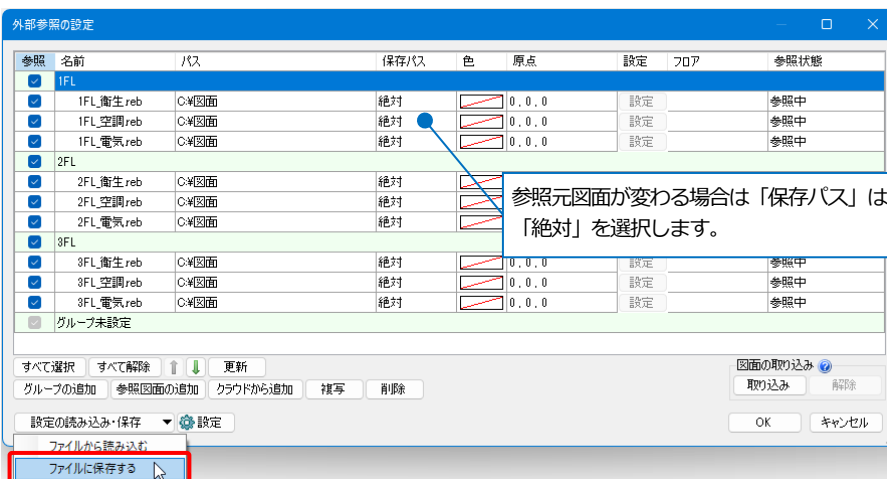 外部参照の設定
参照 名前 パス 保存パス 色 原点 設定 フロア 参照状態
1FL
1FL_衛生.reb C:¥図面 絶対 0 , 0 , 0 設定 参照中
1FL_空調.reb C:¥図面 絶対 0 , 0 , 0 設定 参照中
1FL_電気.reb C:¥図面 絶対 0 , 0 , 0 設定 参照中
2FL
2FL_衛生.reb C:¥図面 絶対
2FL_空調.reb C:¥図面 絶対
2FL_電気.reb C:¥図面 絶対
参照元図面が変わる場合は「保存パス」は
「絶対」を選択します。
3FL
3FL_衛生.reb C:¥図面 絶対 0 , 0 , 0 設定 参照中
3FL_空調.reb C:¥図面 絶対 0 , 0 , 0 設定 参照中
3FL_電気.reb C:¥図面 絶対 0 , 0 , 0 設定 参照中
グループ未設定
すべて選択 すべて解除 更新 図面の取り込み
グループの追加 参照図面の追加 クラウドから追加 複写 削除 取り込み 解除
設定の読み込み・保存 設定 OK キャンセル
ファイルから読み込む
ファイルに保存する